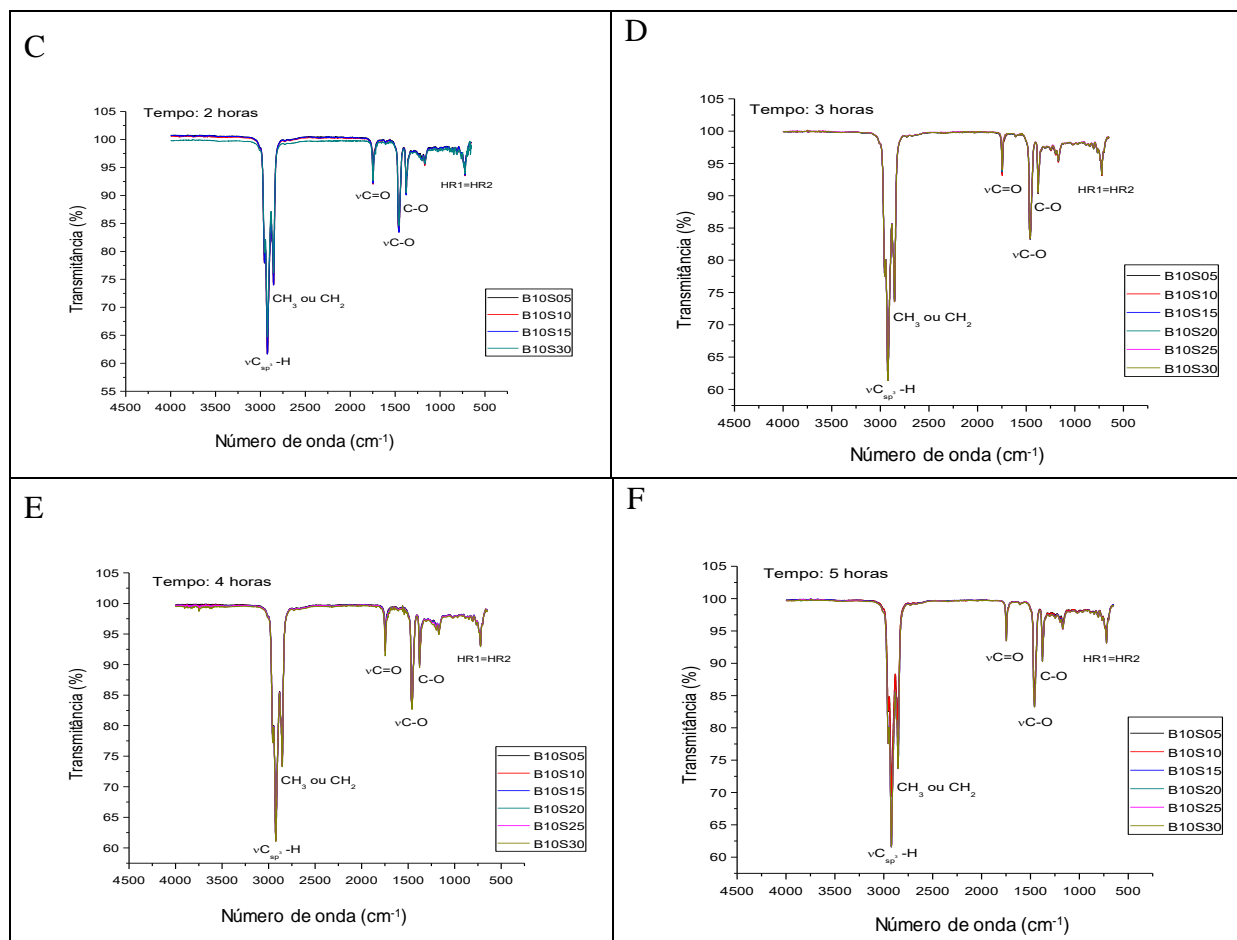 C
Tempo: 2 horas
105
100
95
90
85
80
75
70
65
60
55
Transmitância (%)
νC=O
C-O
νC-O
HR1=HR2
CH₃ ou CH₂
νCsp³ -H
B10S05
B10S10
B10S15
B10S30
4500 4000 3500 3000 2500 2000 1500 1000 500
Número de onda (cm⁻¹)
D
Tempo: 3 horas
105
100
95
90
85
80
75
70
65
60
Transmitância (%)
νC=O
C-O
νC-O
HR1=HR2
CH₃ ou CH₂
νCsp³ -H
B10S05
B10S10
B10S15
B10S20
B10S25
B10S30
4500 4000 3500 3000 2500 2000 1500 1000 500
Número de onda (cm⁻¹)
E
Tempo: 4 horas
105
100
95
90
85
80
75
70
65
60
Transmitância (%)
νC=O
C-O
νC-O
HR1=HR2
CH₃ ou CH₂
νCsp³ -H
B10S05
B10S10
B10S15
B10S20
B10S25
B10S30
4500 4000 3500 3000 2500 2000 1500 1000 500
Número de onda (cm⁻¹)
F
Tempo: 5 horas
105
100
95
90
85
80
75
70
65
60
Transmitância (%)
νC=O
C-O
νC-O
HR1=HR2
CH₃ ou CH₂
νCsp³ -H
B10S05
B10S10
B10S15
B10S20
B10S25
B10S30
4500 4000 3500 3000 2500 2000 1500 1000 500
Número de onda (cm⁻¹)